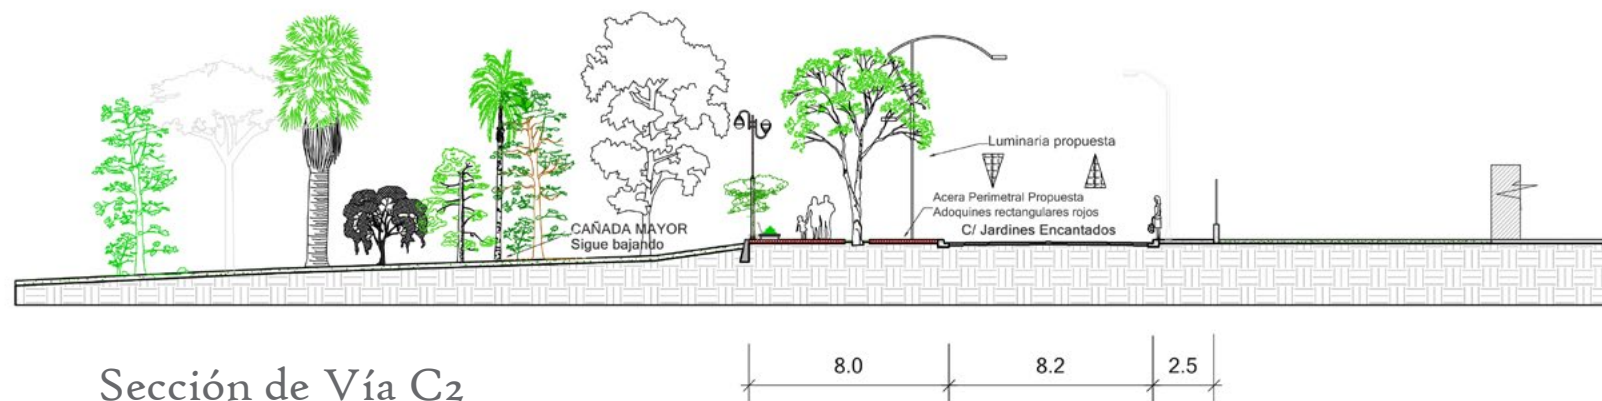 Luminaria propuesta
Acera Perimetral Propuesta
Adoquines rectangulares rojos
C/ Jardines Encantados
CAÑADA MAYOR
Sigue bajando
8.0
8.2
2.5
Sección de Vía C2